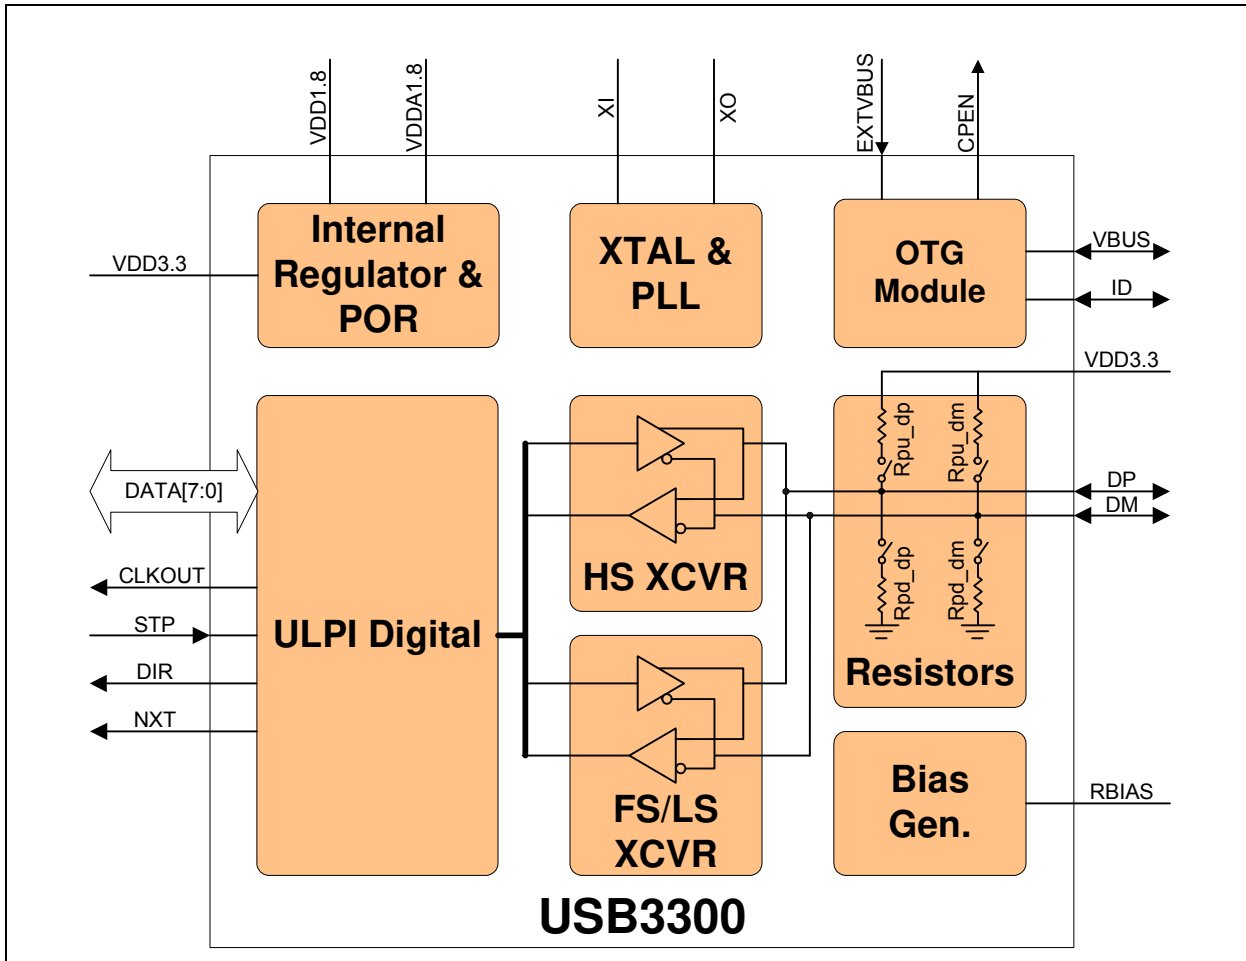 VDD1.8
VDDA1.8
XI
XO
EXTVBUS
CPEN
Internal
Regulator &
POR
XTAL &
PLL
OTG
Module
VDD3.3
VBUS
ID
VDD3.3
Rpu_dp
Rpu_dm
DATA[7:0]
DP
DM
Rpd_dp
Rpd_dm
HS XCVR
CLKOUT
STP
DIR
NXT
ULPI Digital
Resistors
FS/LS
XCVR
Bias
Gen.
RBIAS
USB3300